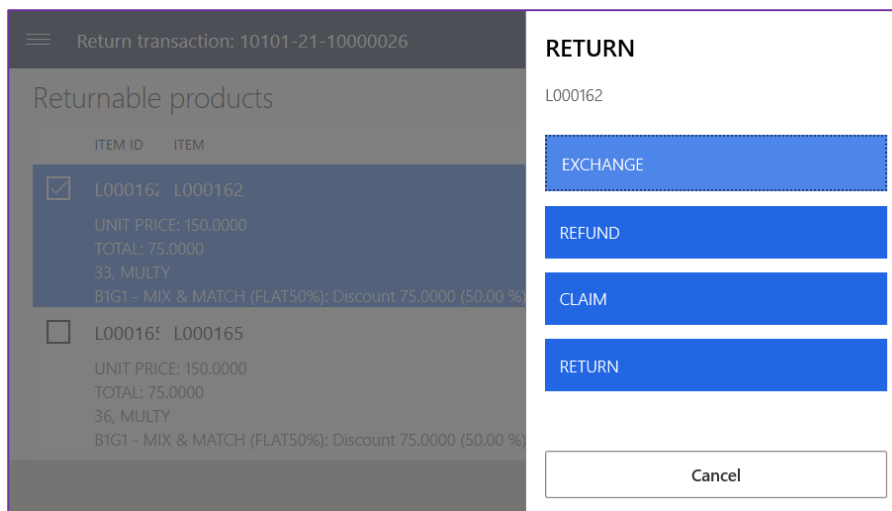 Return transaction: 10101-21-10000026
Returnable products
ITEM ID ITEM
L000162 L000162
UNIT PRICE: 150.0000
TOTAL: 75.0000
33, MULTY
B1G1 - MIX & MATCH (FLAT50%): Discount 75.0000 (50.00 %)
L000165 L000165
UNIT PRICE: 150.0000
TOTAL: 75.0000
36, MULTY
B1G1 - MIX & MATCH (FLAT50%): Discount 75.0000 (50.00 %)
RETURN
L000162
EXCHANGE
REFUND
CLAIM
RETURN
Cancel